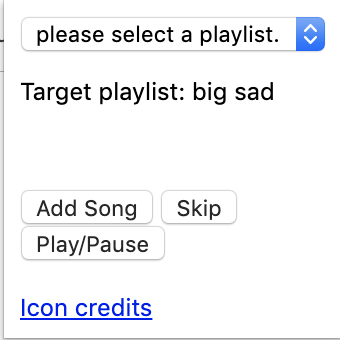 please select a playlist.
Target playlist: big sad
Add Song Skip
Play/Pause
Icon credits